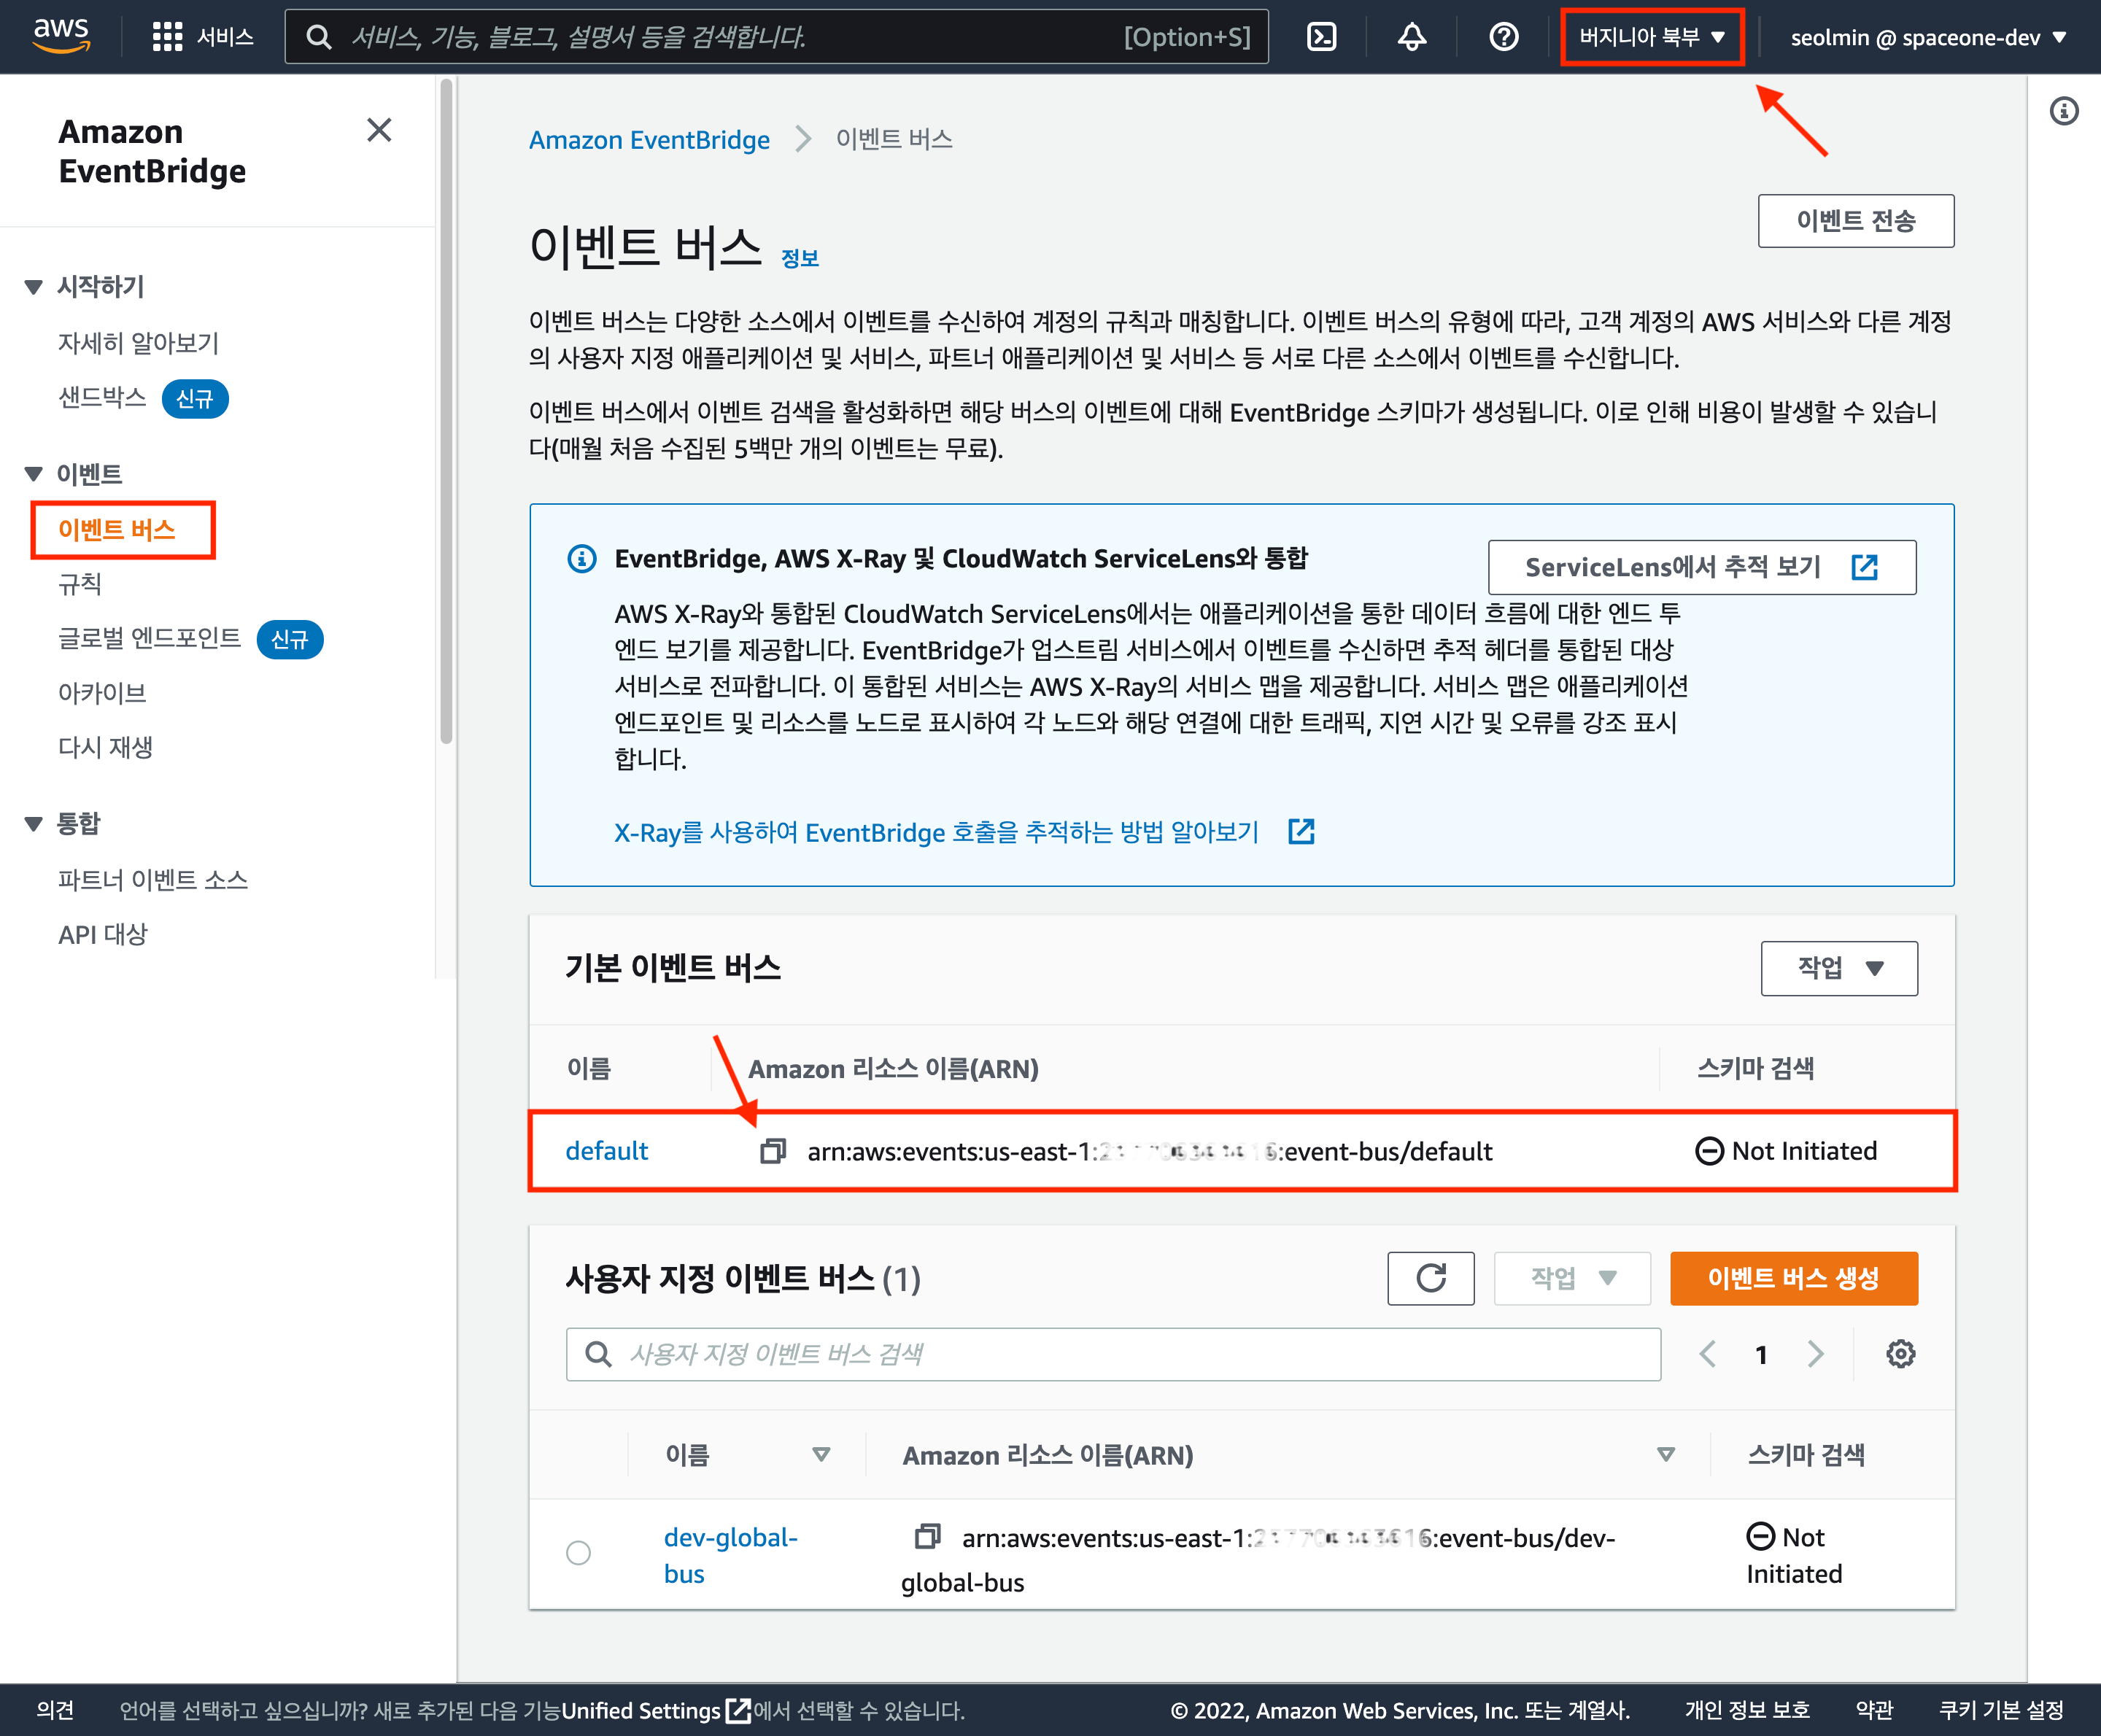 aws
서비스
서비스, 기능, 블로그, 설명서 등을 검색합니다.
[Option+S]
버지니아 북부
seolmin @ spaceone-dev
Amazon
EventBridge
시작하기
자세히 알아보기
샌드박스 신규
이벤트
이벤트 버스
규칙
글로벌 엔드포인트 신규
아카이브
다시 재생
통합
파트너 이벤트 소스
API 대상
Amazon EventBridge 이벤트 버스
이벤트 버스 정보
이벤트 전송
이벤트 버스는 다양한 소스에서 이벤트를 수신하여 계정의 규칙과 매칭합니다. 이벤트 버스의 유형에 따라, 고객 계정의 AWS 서비스와 다른 계정
의 사용자 지정 애플리케이션 및 서비스, 파트너 애플리케이션 및 서비스 등 서로 다른 소스에서 이벤트를 수신합니다.
이벤트 버스에서 이벤트 검색을 활성화하면 해당 버스의 이벤트에 대해 EventBridge 스키마가 생성됩니다. 이로 인해 비용이 발생할 수 있습니
다(매월 처음 수집된 5백만 개의 이벤트는 무료).
EventBridge, AWS X-Ray 및 CloudWatch ServiceLens와 통합
ServiceLens에서 추적 보기
AWS X-Ray와 통합된 CloudWatch ServiceLens에서는 애플리케이션을 통한 데이터 흐름에 대한 엔드 투
엔드 보기를 제공합니다. EventBridge가 업스트림 서비스에서 이벤트를 수신하면 추적 헤더를 통합된 대상
서비스로 전파합니다. 이 통합된 서비스는 AWS X-Ray의 서비스 맵을 제공합니다. 서비스 맵은 애플리케이션
엔드포인트 및 리소스를 노드로 표시하여 각 노드와 해당 연결에 대한 트래픽, 지연 시간 및 오류를 강조 표시
합니다.
X-Ray를 사용하여 EventBridge 호출을 추적하는 방법 알아보기
기본 이벤트 버스
작업
이름 Amazon 리소스 이름(ARN) 스키마 검색
default arn:aws:events:us-east-1: :event-bus/default Not Initiated
사용자 지정 이벤트 버스 (1)
작업
이벤트 버스 생성
사용자 지정 이벤트 버스 검색
1
이름 Amazon 리소스 이름(ARN) 스키마 검색
dev-global- arn:aws:events:us-east-1: :event-bus/dev- Not
bus global-bus Initiated
의견 언어를 선택하고 싶으십니까? 새로 추가된 다음 기능Unified Settings에서 선택할 수 있습니다.
© 2022, Amazon Web Services, Inc. 또는 계열사.
개인 정보 보호
약관
쿠키 기본 설정